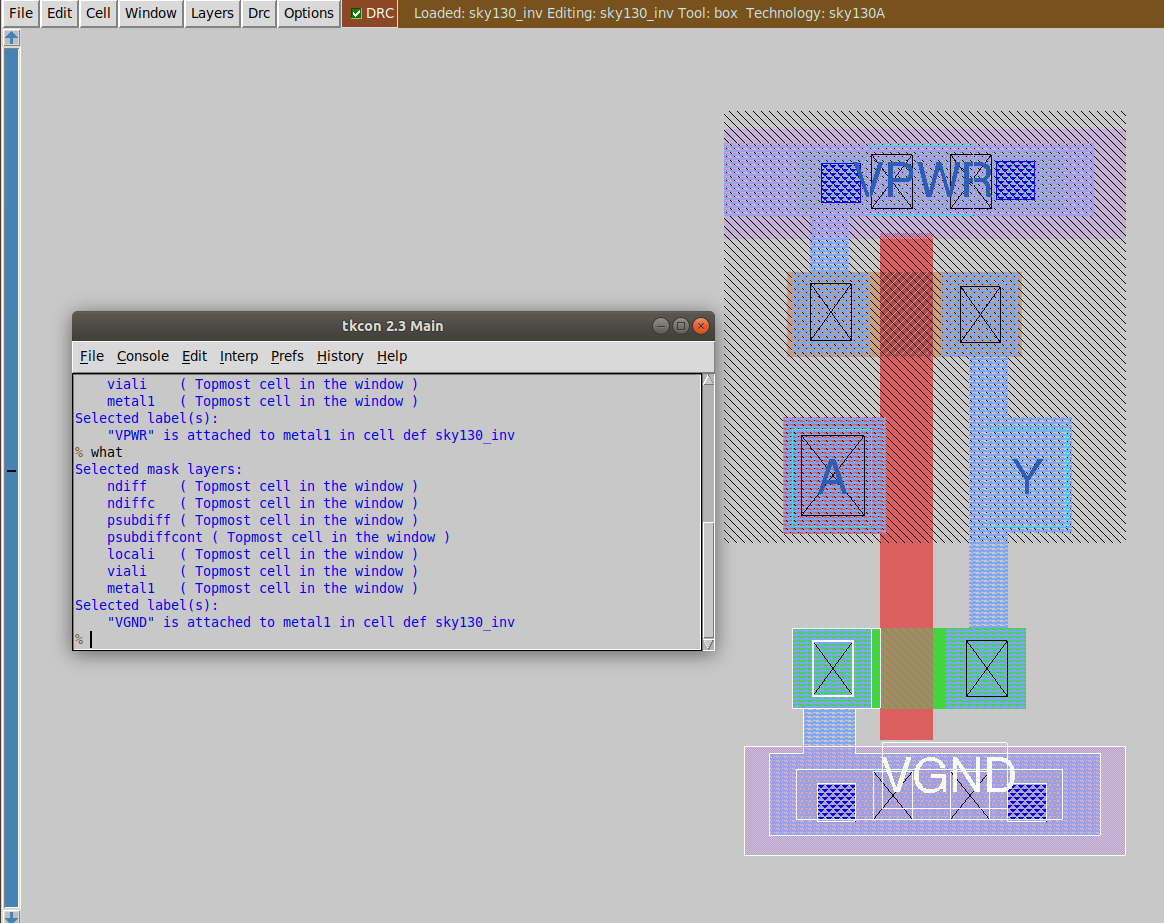 File Edit Cell Window Layers Drc Options DRC Loaded: sky130_inv Editing: sky130_inv Tool: box Technology: sky130A
VPWR
tkcon 2.3 Main
File Console Edit Interp Prefs History Help
viali ( Topmost cell in the window )
metal1 ( Topmost cell in the window )
Selected label(s):
"VPWR" is attached to metal1 in cell def sky130_inv
% what
Selected mask layers:
ndiff ( Topmost cell in the window )
ndiffc ( Topmost cell in the window )
psubdiff ( Topmost cell in the window )
psubdiffcont ( Topmost cell in the window )
locali ( Topmost cell in the window )
viali ( Topmost cell in the window )
metal1 ( Topmost cell in the window )
Selected label(s):
"VGND" is attached to metal1 in cell def sky130_inv
%
A Y
VGND